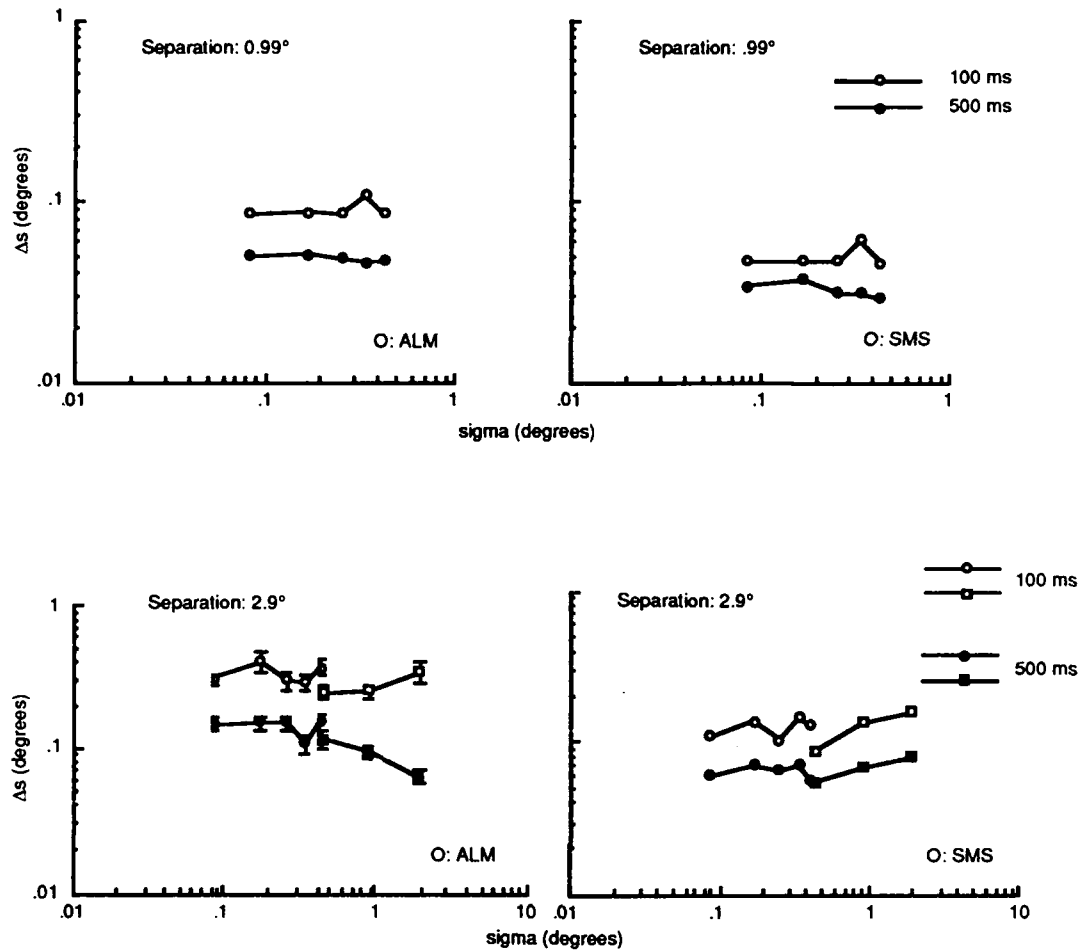 1
Separation: 0.99°
Separation: .99°
100 ms
500 ms
.1
Δs (degrees)
O: ALM
O: SMS
.01
.01
.1
1
.01
.1
1
sigma (degrees)
100 ms
1
Separation: 2.9°
Separation: 2.9°
500 ms
.1
Δs (degrees)
O: ALM
O: SMS
.01
.01
.1
1
10
.01
.1
1
10
sigma (degrees)